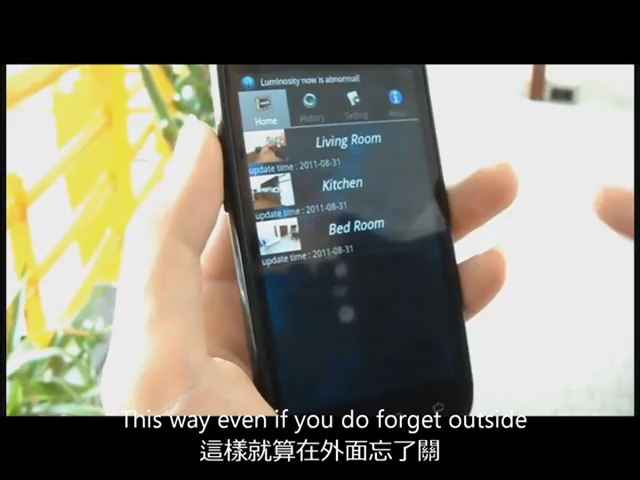 Luminosity now is abnormal!
Home
History
Setting
About
Living Room
update time : 2011-08-31
Kitchen
update time : 2011-08-31
Bed Room
update time : 2011-08-31
This way even if you do forget outside
這樣就算在外面忘了關